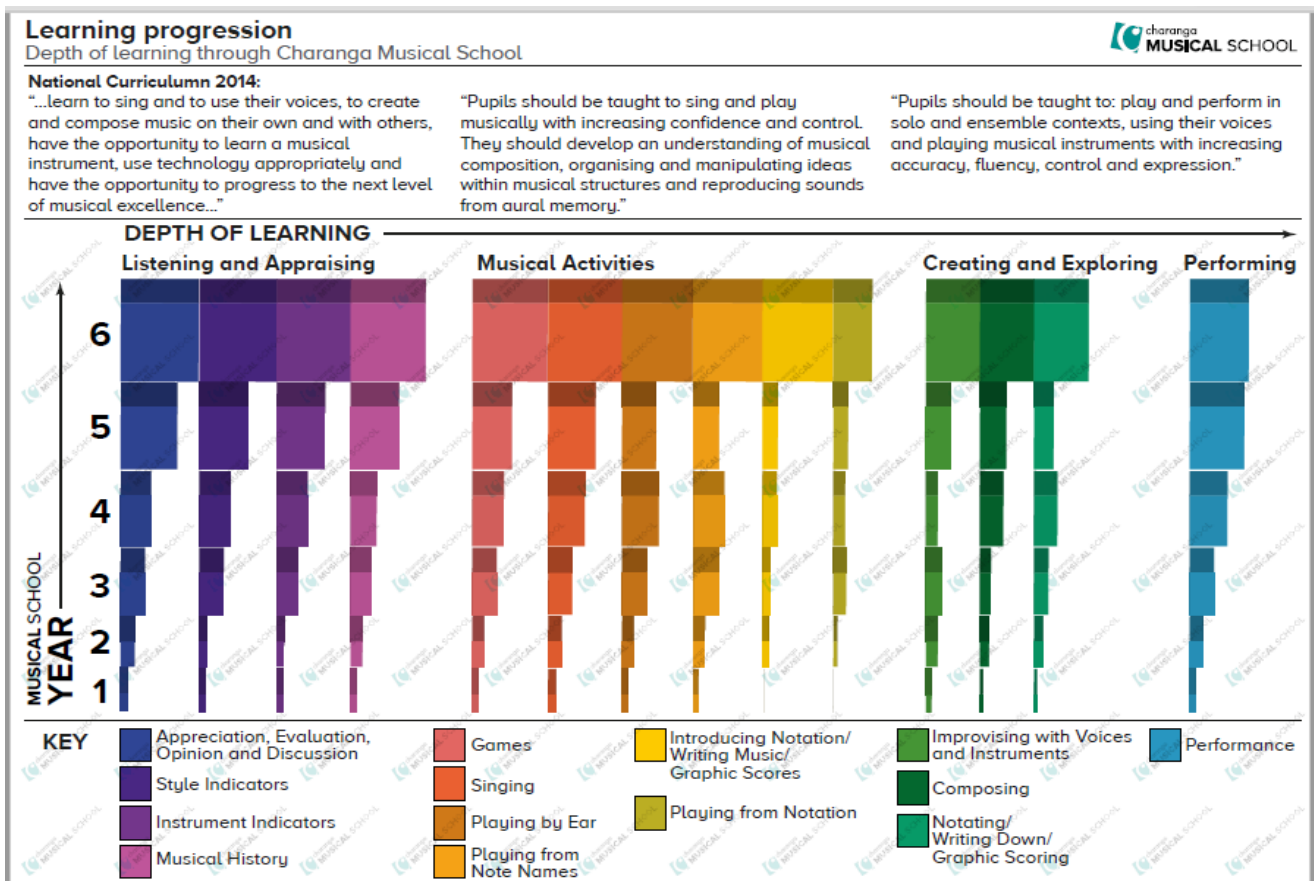 Learning progression
Depth of learning through Charanga Musical School
charanga
MUSICAL SCHOOL
National Curriculumn 2014:
"...learn to sing and to use their voices, to create
and compose music on their own and with others,
have the opportunity to learn a musical
instrument, use technology appropriately and
have the opportunity to progress to the next level
of musical excellence..."
"Pupils should be taught to sing and play
musically with increasing confidence and control.
They should develop an understanding of musical
composition, organising and manipulating ideas
within musical structures and reproducing sounds
from aural memory."
"Pupils should be taught to: play and perform in
solo and ensemble contexts, using their voices
and playing musical instruments with increasing
accuracy, fluency, control and expression."
DEPTH OF LEARNING
Listening and Appraising
Musical Activities
Creating and Exploring
Performing
6
5
4
3
2
1
MUSICAL SCHOOL
YEAR
KEY
Appreciation, Evaluation,
Opinion and Discussion
Style Indicators
Instrument Indicators
Musical History
Games
Singing
Playing by Ear
Playing from
Note Names
Introducing Notation/
Writing Music/
Graphic Scores
Playing from Notation
Improvising with Voices
and Instruments
Composing
Notating/
Writing Down/
Graphic Scoring
Performance